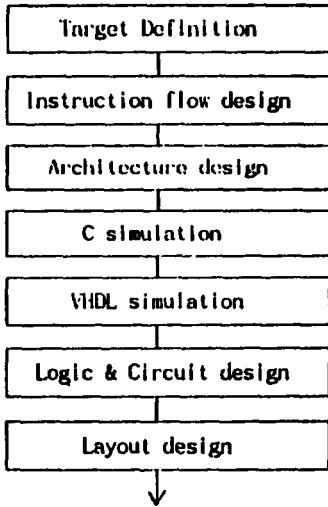 Target Definition
Instruction flow design
Architecture design
C simulation
VHDL simulation
Logic & Circuit design
Layout design